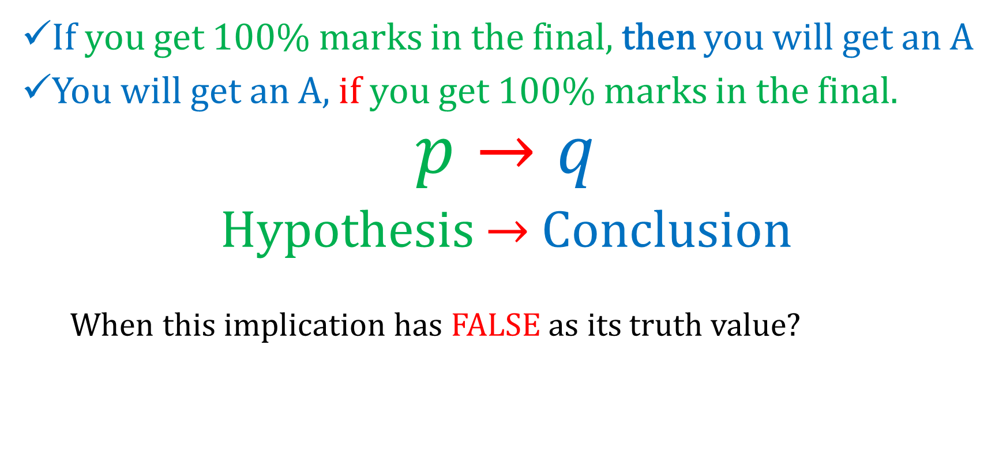 ✓If you get 100% marks in the final, then you will get an A
✓You will get an A, if you get 100% marks in the final.
p → q
Hypothesis → Conclusion
When this implication has FALSE as its truth value?